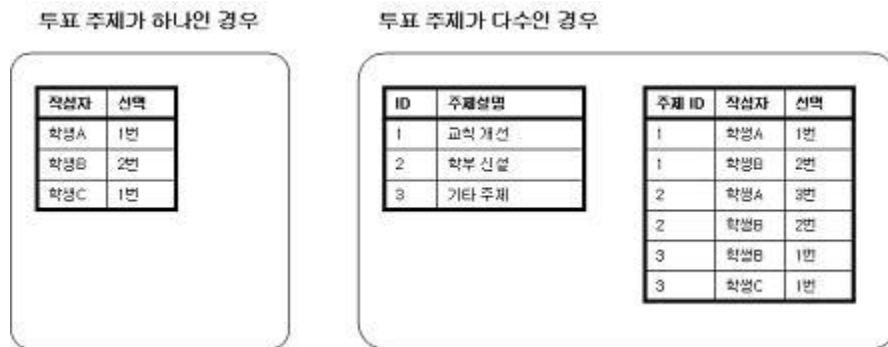 투표 주제가 하나인 경우
투표 주제가 다수인 경우
작성자 선택
학생A 1번
학생B 2번
학생C 1번
ID 주제설명
1 교칙 개선
2 학부 신설
3 기타 주제
주제 ID 작성자 선택
1 학생A 1번
1 학생B 2번
2 학생A 3번
2 학생B 2번
3 학생B 1번
3 학생C 1번